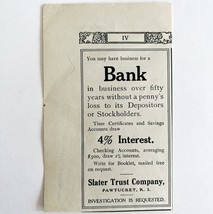 IV
You may have business for a
Bank
in business over fifty
years without a penny's
loss to its Depositors
or Stockholders.
Time Certificates and Savings
Accounts draw
4% Interest.
Checking Accounts, averaging
$300, draw 2% interest.
Write for Booklet, mailed free
on request.
Slater Trust Company,
PAWTUCKET, R. I.
INVESTIGATION IS REQUESTED.